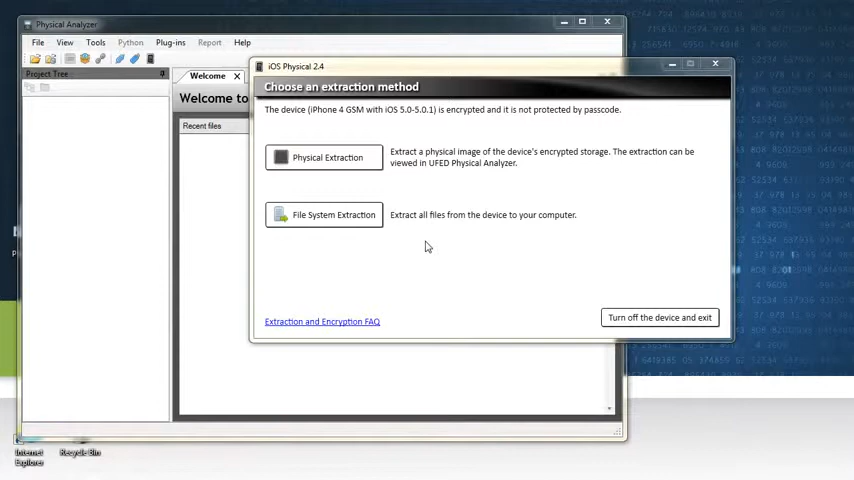 Physical Analyzer
File View Tools Python Plug-ins Report Help
Project Tree
Welcome
Welcome to
Recent files
iOS Physical 2.4
Choose an extraction method
The device (iPhone 4 GSM with iOS 5.0-5.0.1) is encrypted and it is not protected by passcode.
Physical Extraction
Extract a physical image of the device's encrypted storage. The extraction can be
viewed in UFED Physical Analyzer.
File System Extraction
Extract all files from the device to your computer.
Extraction and Encryption FAQ
Turn off the device and exit
Internet
Explorer
Recycle Bin